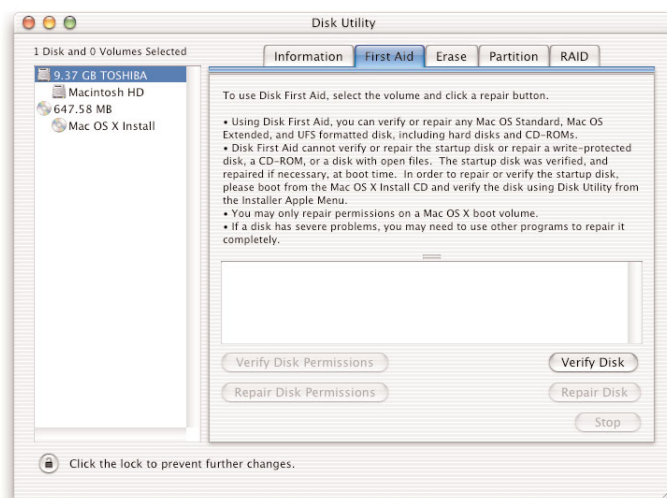 Disk Utility
1 Disk and 0 Volumes Selected
9.37 GB TOSHIBA
Macintosh HD
647.58 MB
Mac OS X Install
Information
First Aid
Erase
Partition
RAID
To use Disk First Aid, select the volume and click a repair button.
• Using Disk First Aid, you can verify or repair any Mac OS Standard, Mac OS
Extended, and UFS formatted disk, including hard disks and CD-ROMs.
• Disk First Aid cannot verify or repair the startup disk or repair a write-protected
disk, a CD-ROM, or a disk with open files.  The startup disk was verified, and
repaired if necessary, at boot time.  In order to repair or verify the startup disk,
please boot from the Mac OS X Install CD and verify the disk using Disk Utility from
the Installer Apple Menu.
• You may only repair permissions on a Mac OS X boot volume.
• If a disk has severe problems, you may need to use other programs to repair it
completely.
Verify Disk Permissions
Verify Disk
Repair Disk Permissions
Repair Disk
Stop
Click the lock to prevent further changes.